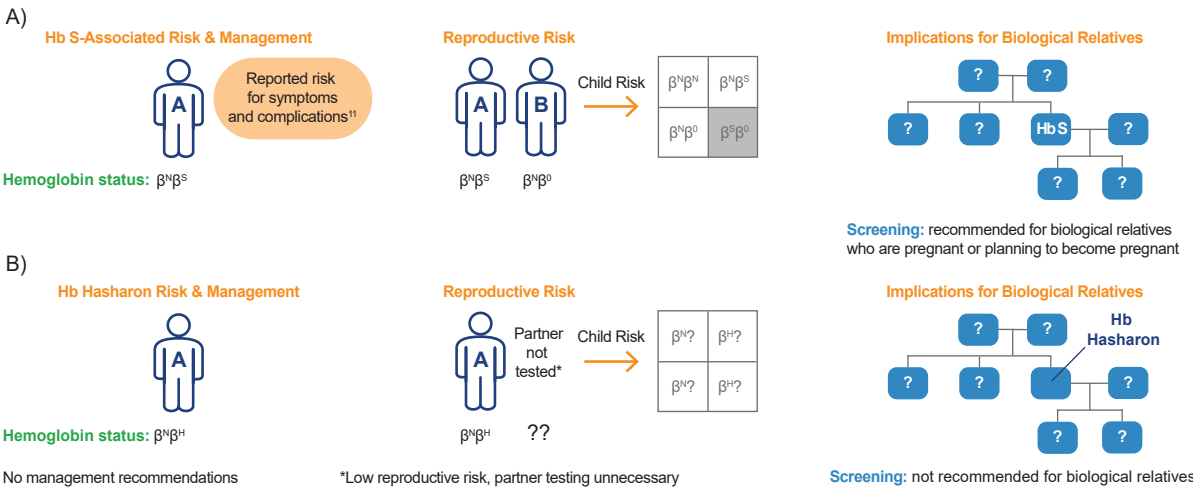 A)
Hb S-Associated Risk & Management
Reproductive Risk
Implications for Biological Relatives
A
Reported risk
for symptoms
and complications¹¹
A
B
Child Risk
βᴺβᴺ
βᴺβˢ
βᴺβ⁰
βˢβ⁰
?
?
?
?
Hb S
?
?
?
Hemoglobin status: βᴺβˢ
βᴺβˢ
βᴺβ⁰
Screening: recommended for biological relatives
who are pregnant or planning to become pregnant
B)
Hb Hasharon Risk & Management
Reproductive Risk
Implications for Biological Relatives
A
A
Partner
not
tested*
Child Risk
βᴺ?
βᴴ?
βᴺ?
βᴴ?
?
?
Hb
Hasharon
?
?
?
?
?
Hemoglobin status: βᴺβᴴ
βᴺβᴴ
??
No management recommendations
*Low reproductive risk, partner testing unnecessary
Screening: not recommended for biological relatives